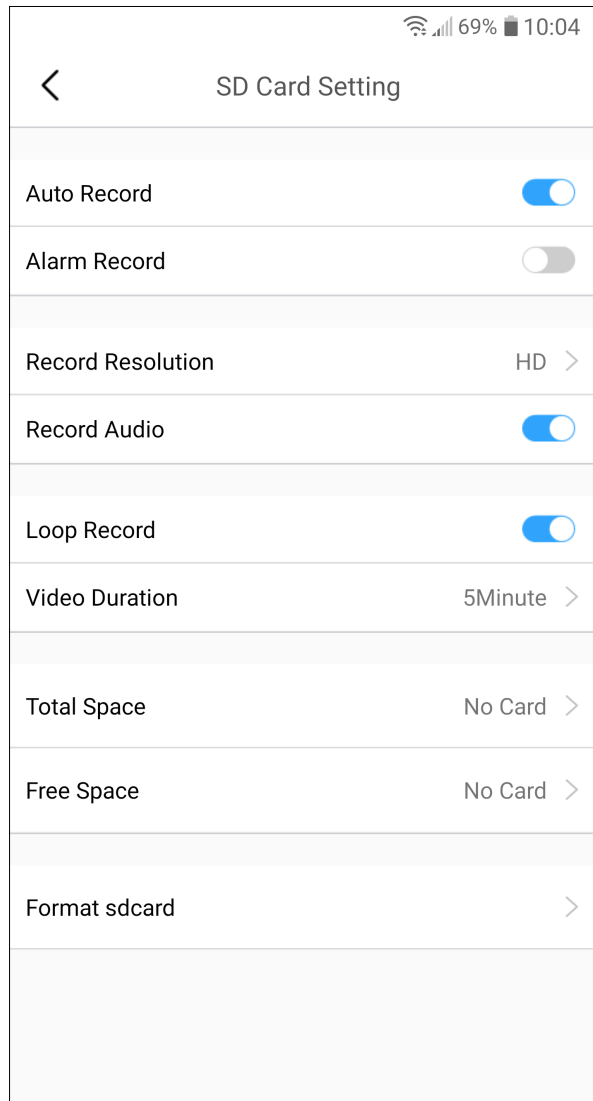 69% 10:04
SD Card Setting
Auto Record
Alarm Record
Record Resolution HD
Record Audio
Loop Record
Video Duration 5Minute
Total Space No Card
Free Space No Card
Format sdcard